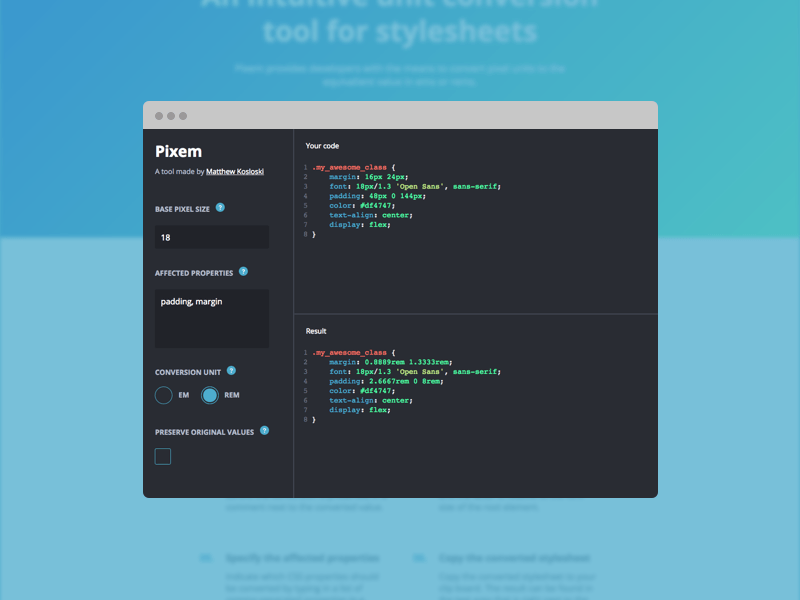 An intuitive unit conversion
tool for stylesheets
Pixem
A tool made by Matthew Kosloski
BASE PIXEL SIZE ?
18
AFFECTED PROPERTIES ?
padding, margin
CONVERSION UNIT ?
EM REM
PRESERVE ORIGINAL VALUES ?
Your code
1 .my_awesome_class {
2 margin: 16px 24px;
3 font: 18px/1.3 'Open Sans', sans-serif;
4 padding: 48px 0 144px;
5 color: #df4747;
6 text-align: center;
7 display: flex;
8 }
Result
1 .my_awesome_class {
2 margin: 0.8889rem 1.3333rem;
3 font: 18px/1.3 'Open Sans', sans-serif;
4 padding: 2.6667rem 0 8rem;
5 color: #df4747;
6 text-align: center;
7 display: flex;
8 }
Specify the affected properties
Copy the converted stylesheet